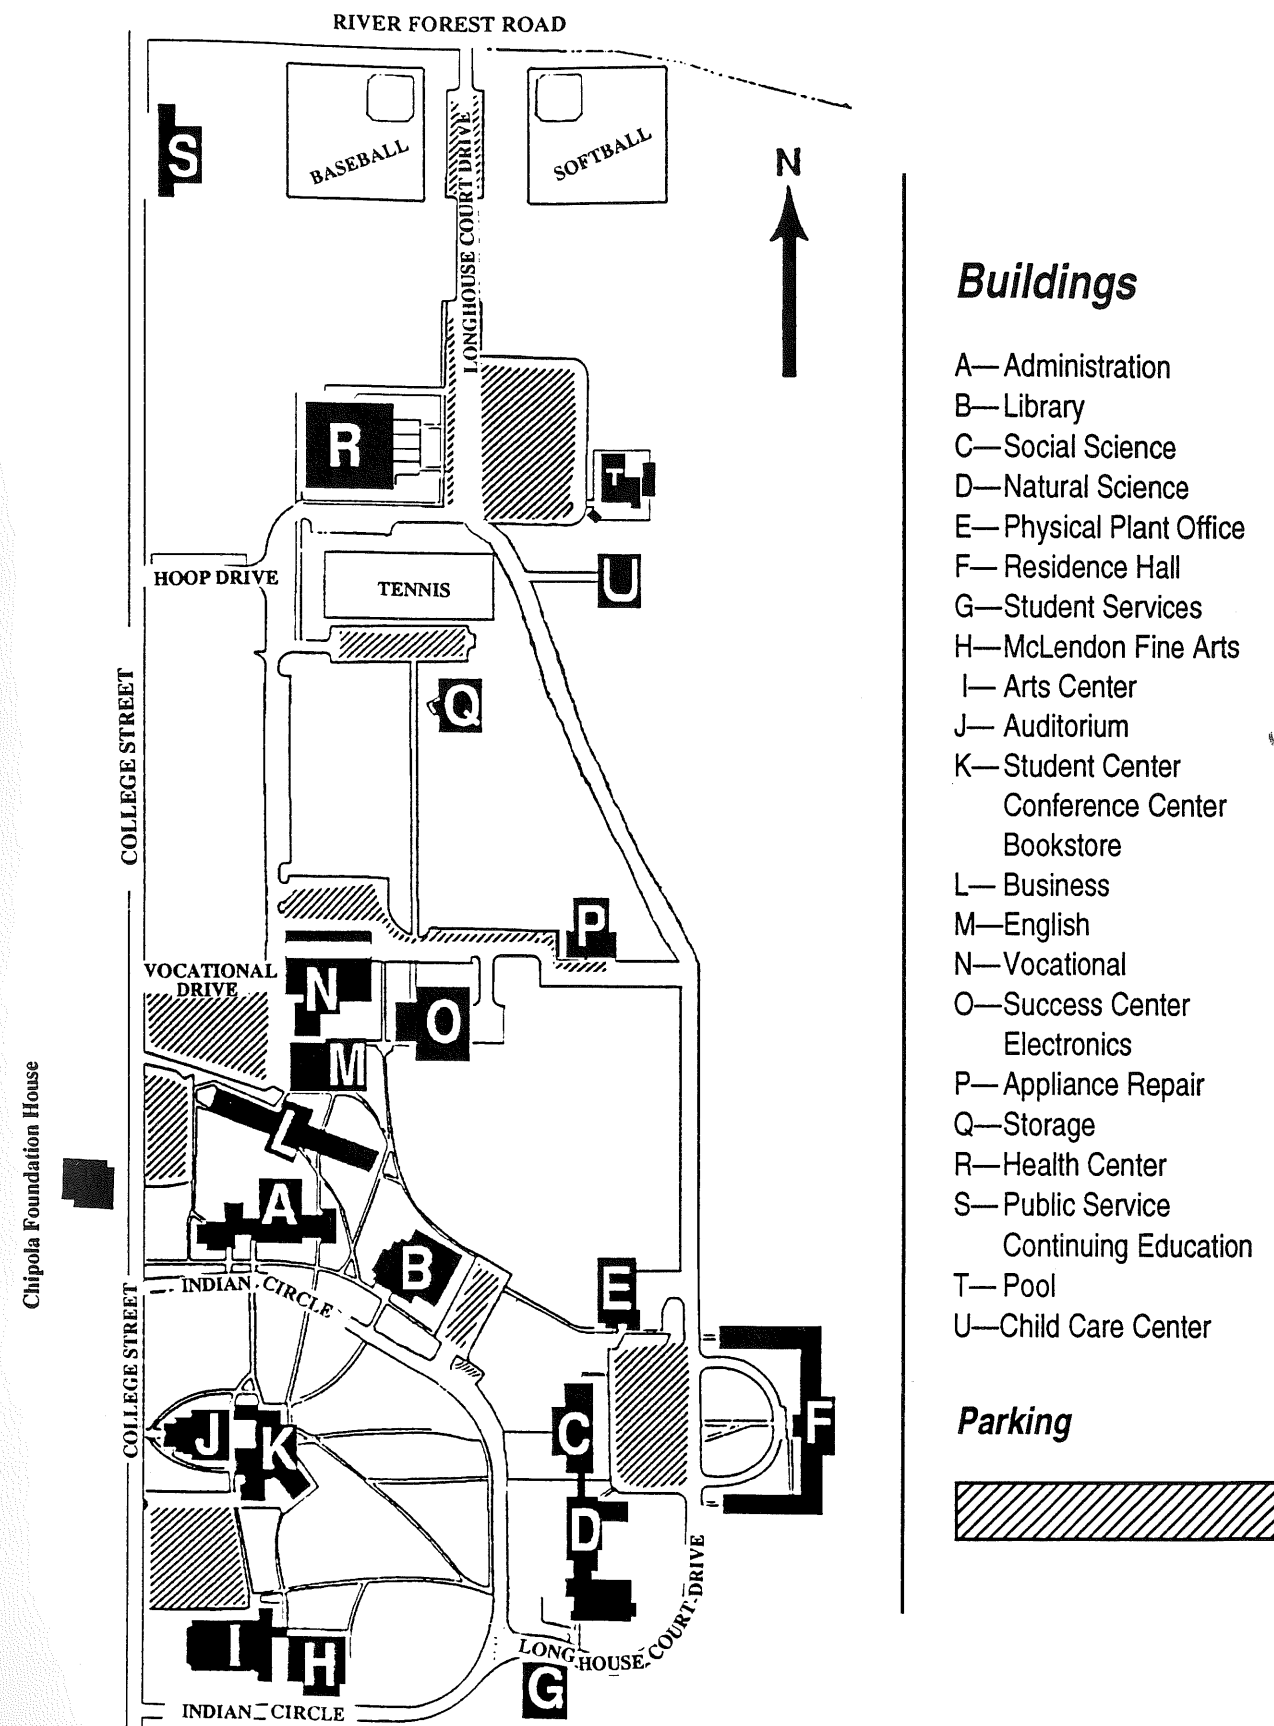 RIVER FOREST ROAD
S
BASEBALL
LONGHOUSE COURT DRIVE
SOFTBALL
N
R
T
HOOP DRIVE
TENNIS
U
COLLEGE STREET
Q
P
VOCATIONAL
DRIVE
N
O
M
L
Chipola Foundation House
A
B
INDIAN CIRCLE
E
COLLEGE STREET
J
K
C
F
D
I
H
LONGHOUSE COURT DRIVE
G
INDIAN CIRCLE
Buildings
A—Administration
B—Library
C—Social Science
D—Natural Science
E—Physical Plant Office
F—Residence Hall
G—Student Services
H—McLendon Fine Arts
I—Arts Center
J—Auditorium
K—Student Center
Conference Center
Bookstore
L—Business
M—English
N—Vocational
O—Success Center
Electronics
P—Appliance Repair
Q—Storage
R—Health Center
S—Public Service
Continuing Education
T—Pool
U—Child Care Center
Parking